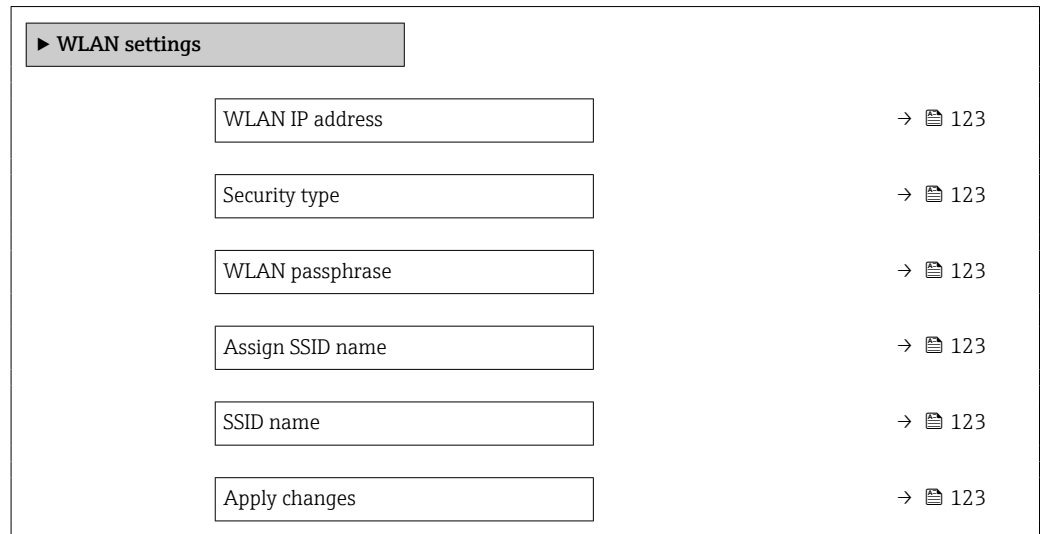 ▶ WLAN settings
WLAN IP address → 🖹 123
Security type → 🖹 123
WLAN passphrase → 🖹 123
Assign SSID name → 🖹 123
SSID name → 🖹 123
Apply changes → 🖹 123